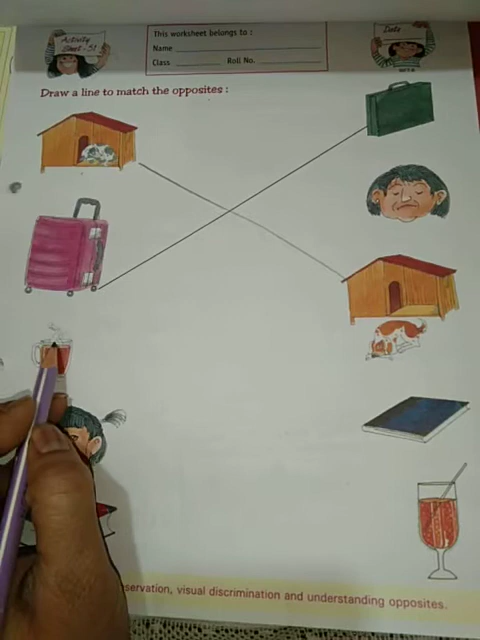 Activity
Sheet - 51
This worksheet belongs to :
Name
Class Roll No.
Date
Draw a line to match the opposites :
servation, visual discrimination and understanding opposites.